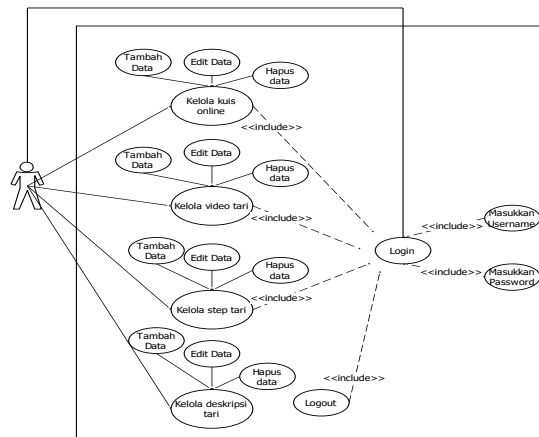 Tambah
Data
Edit Data
Hapus
data
Kelola kuis
online
<<include>>
Tambah
Data
Edit Data
Hapus
data
Kelola video tari
<<include>>
Masukkan
Username
<<include>>
Login
Tambah
Data
Edit Data
Hapus
data
<<include>>
Masukkan
Password
<<include>>
Kelola step tari
Tambah
Data
Edit Data
Hapus
data
<<include>>
Kelola deskripsi
tari
Logout